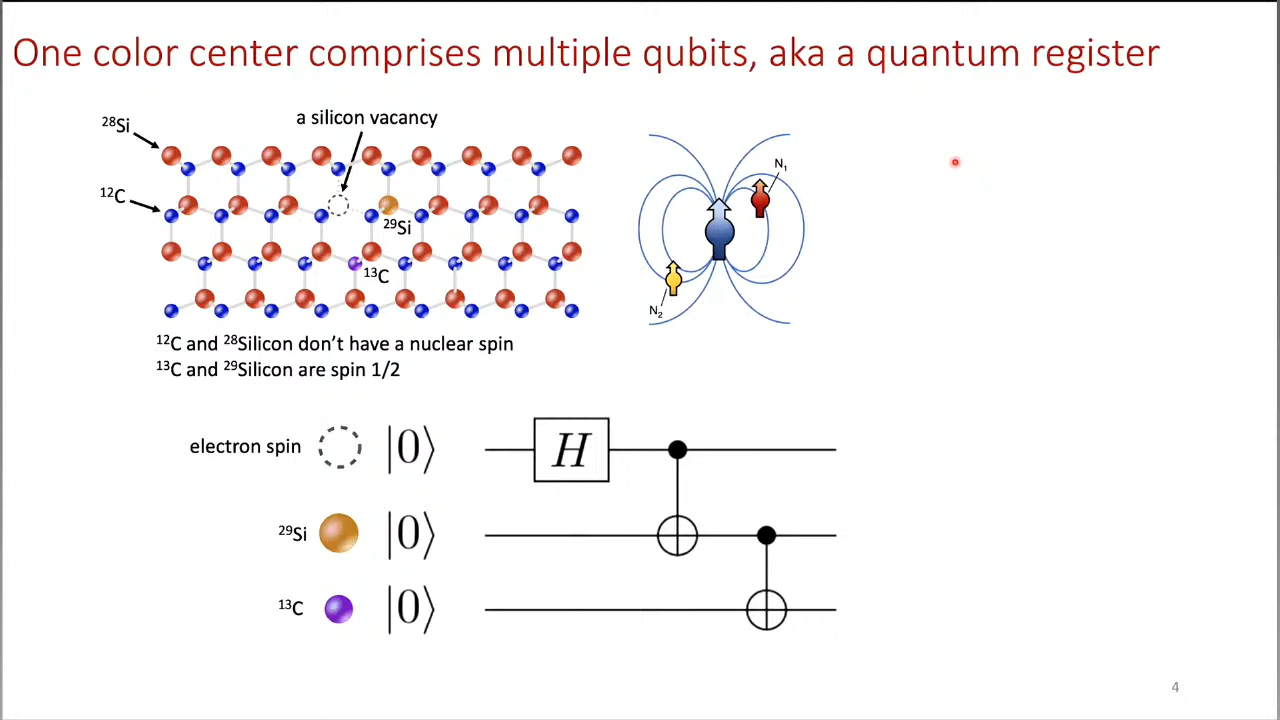 One color center comprises multiple qubits, aka a quantum register
a silicon vacancy
²⁸Si
¹²C
²⁹Si
¹³C
N₁
N₂
¹²C and ²⁸Silicon don’t have a nuclear spin
¹³C and ²⁹Silicon are spin 1/2
electron spin |0⟩ H
²⁹Si |0⟩
¹³C |0⟩
4